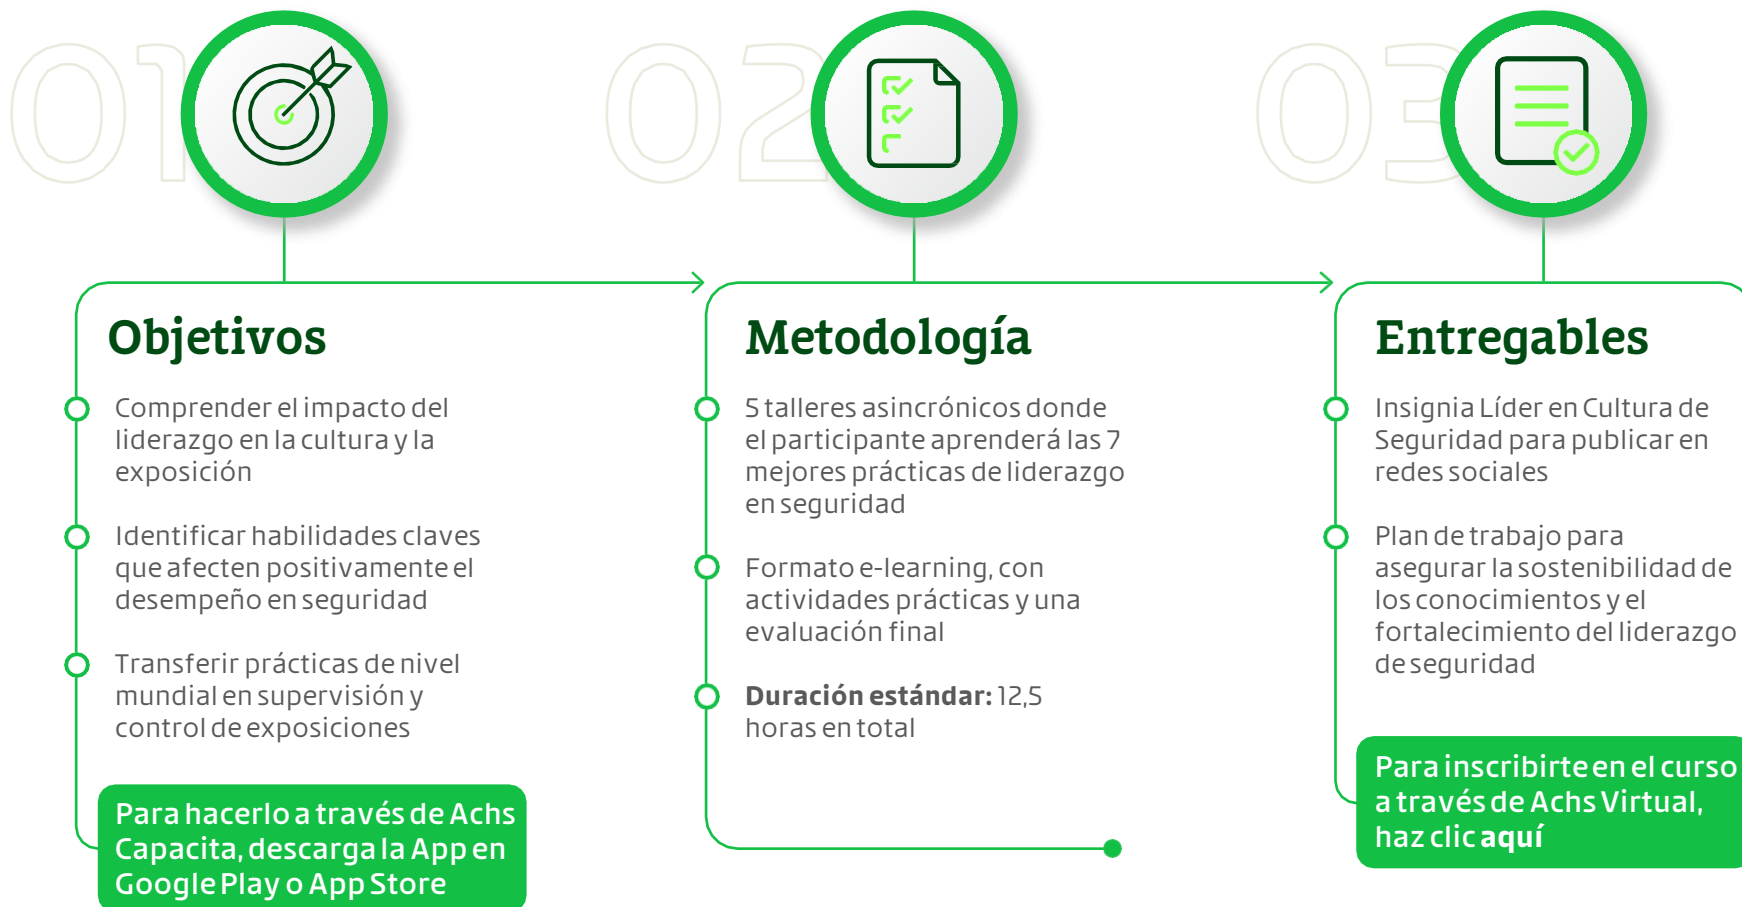 01
Objetivos
Comprender el impacto del
liderazgo en la cultura y la
exposición
Identificar habilidades claves
que afecten positivamente el
desempeño en seguridad
Transferir prácticas de nivel
mundial en supervisión y
control de exposiciones
Para hacerlo a través de Achs
Capacita, descarga la App en
Google Play o App Store
02
Metodología
5 talleres asincrónicos donde
el participante aprenderá las 7
mejores prácticas de liderazgo
en seguridad
Formato e-learning, con
actividades prácticas y una
evaluación final
Duración estándar: 12,5
horas en total
03
Entregables
Insignia Líder en Cultura de
Seguridad para publicar en
redes sociales
Plan de trabajo para
asegurar la sostenibilidad de
los conocimientos y el
fortalecimiento del liderazgo
de seguridad
Para inscribirte en el curso
a través de Achs Virtual,
haz clic aquí